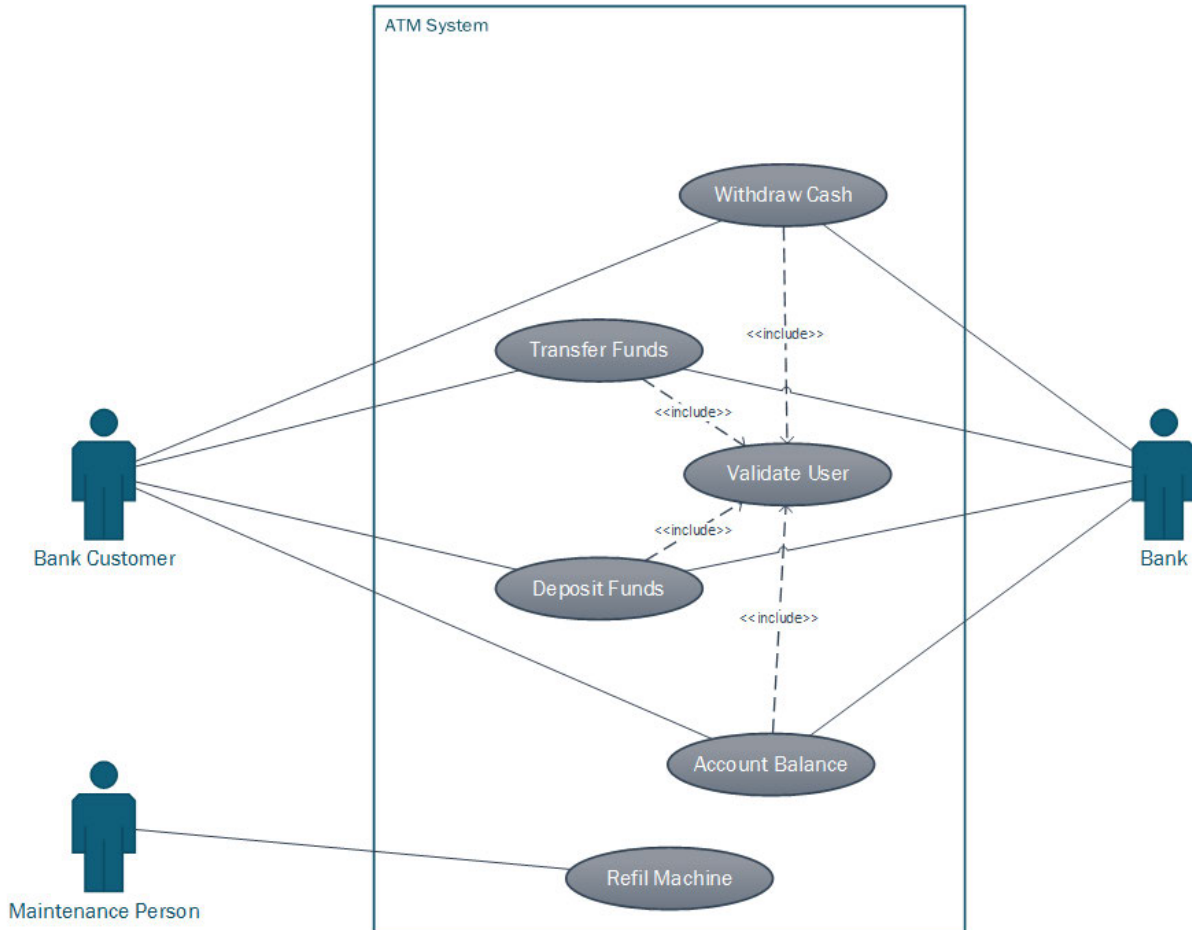 ATM System
Withdraw Cash
<<include>>
Transfer Funds
<<include>>
Validate User
<<include>>
Bank Customer
Bank
Deposit Funds
<<include>>
Account Balance
Refil Machine
Maintenance Person